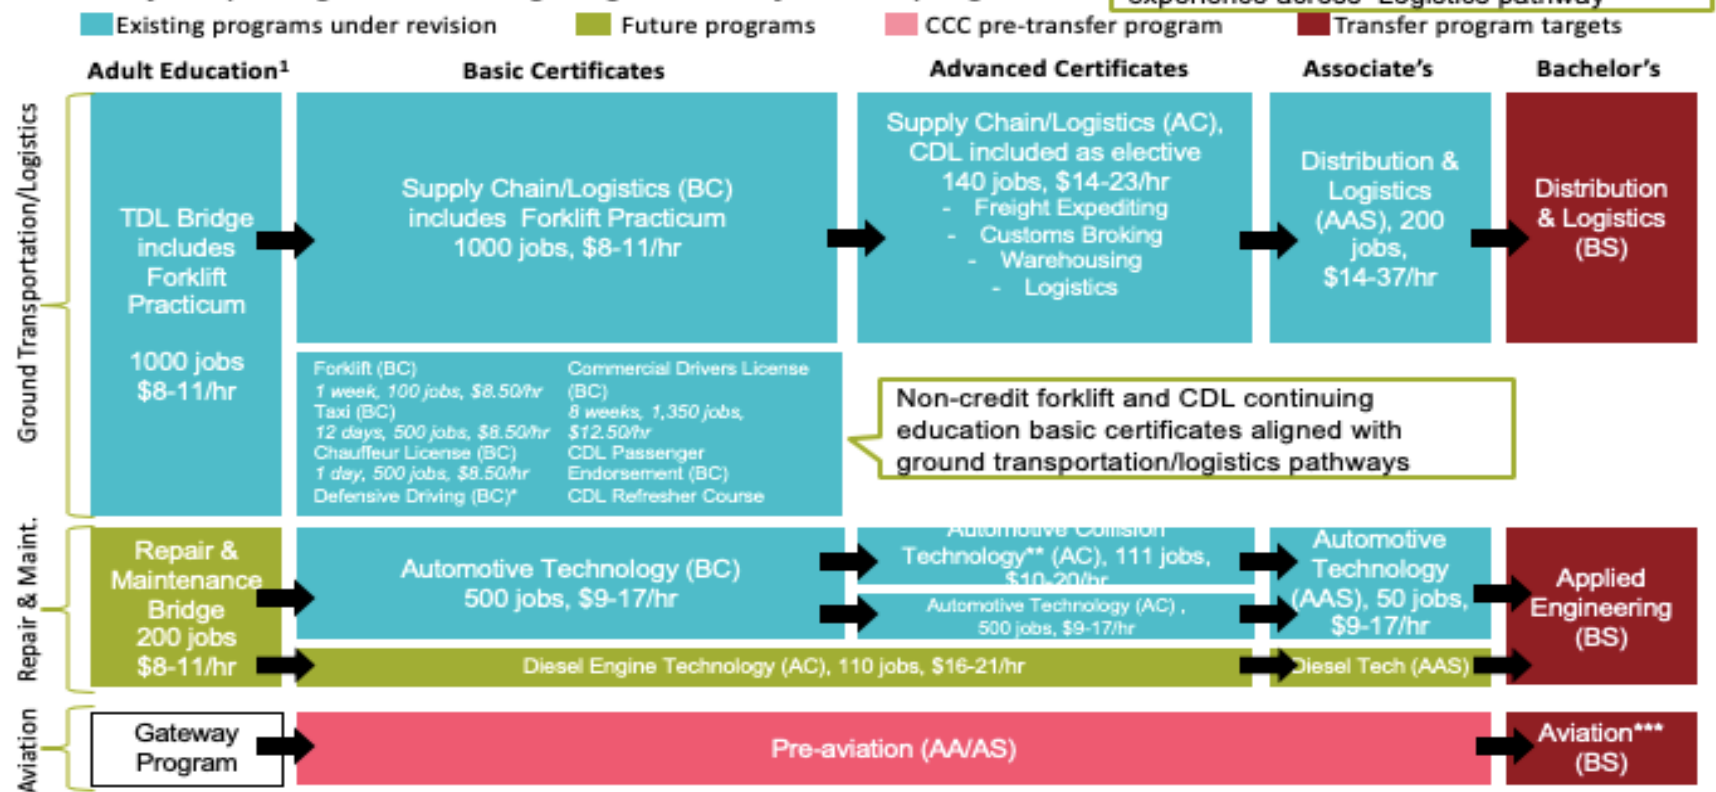 experience across Logistics pathway
Existing programs under revision
Future programs
CCC pre-transfer program
Transfer program targets
Adult Education¹
Basic Certificates
Advanced Certificates
Associate's
Bachelor's
Ground Transportation/Logistics
TDL Bridge
includes
Forklift
Practicum
1000 jobs
$8-11/hr
Supply Chain/Logistics (BC)
includes Forklift Practicum
1000 jobs, $8-11/hr
Supply Chain/Logistics (AC),
CDL included as elective
140 jobs, $14-23/hr
- Freight Expediting
- Customs Broking
- Warehousing
- Logistics
Distribution &
Logistics
(AAS), 200
jobs,
$14-37/hr
Distribution
& Logistics
(BS)
Forklift (BC)
1 week, 100 jobs, $8.50/hr
Taxi (BC)
12 days, 500 jobs, $8.50/hr
Chauffeur License (BC)
1 day, 500 jobs, $8.50/hr
Defensive Driving (BC)*
Commercial Drivers License
(BC)
8 weeks, 1,350 jobs,
$12.50/hr
CDL Passenger
Endorsement (BC)
CDL Refresher Course
Non-credit forklift and CDL continuing
education basic certificates aligned with
ground transportation/logistics pathways
Repair & Maint.
Repair &
Maintenance
Bridge
200 jobs
$8-11/hr
Automotive Technology (BC)
500 jobs, $9-17/hr
Automotive Collision
Technology** (AC), 111 jobs,
$10-20/hr
Automotive Technology (AC) ,
500 jobs, $9-17/hr
Automotive
Technology
(AAS), 50 jobs,
$9-17/hr
Applied
Engineering
(BS)
Diesel Engine Technology (AC), 110 jobs, $16-21/hr
Diesel Tech (AAS)
Aviation
Gateway
Program
Pre-aviation (AA/AS)
Aviation***
(BS)